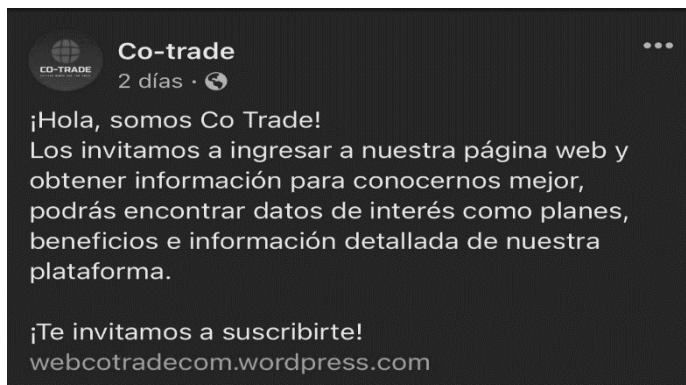 Co-trade
CO-TRADE
2 días ·
¡Hola, somos Co Trade!
Los invitamos a ingresar a nuestra página web y
obtener información para conocernos mejor,
podrás encontrar datos de interés como planes,
beneficios e información detallada de nuestra
plataforma.
¡Te invitamos a suscribirte!
webcotradecom.wordpress.com